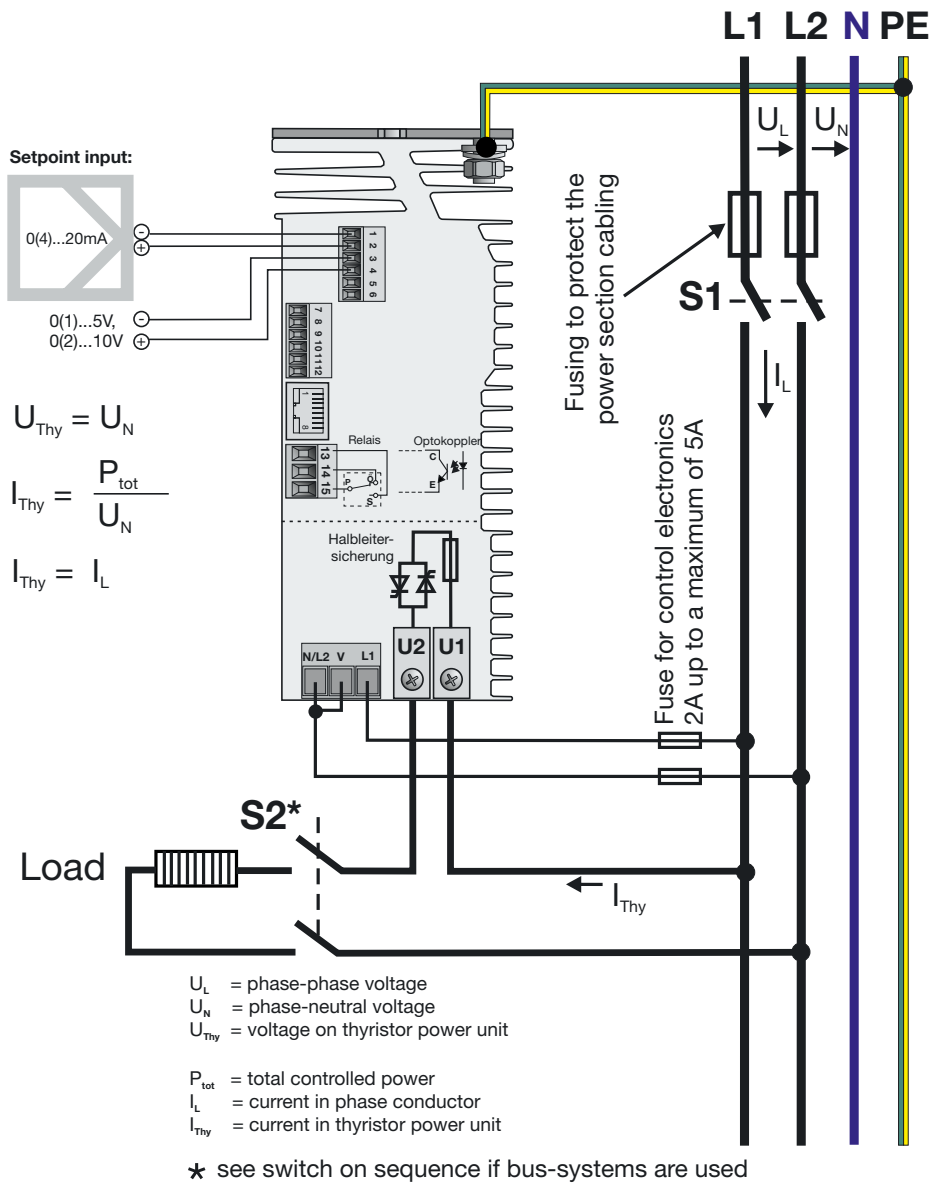 L1 L2 N PE
U_L U_N
Setpoint input:
0(4)...20mA
-
+
0(1)...5V,
0(2)...10V
-
+
1
2
3
4
5
6
7
8
9
10
11
12
1
8
13
14
15
Relais
Optokoppler
P
Ö
S
C
E
Fusing to protect the
power section cabling
S1
I_L
U_Thy = U_N
I_Thy = P_tot / U_N
I_Thy = I_L
Halbleiter-
sicherung
N/L2 V L1
U2 U1
Fuse for control electronics
2A up to a maximum of 5A
S2*
Load
I_Thy
U_L = phase-phase voltage
U_N = phase-neutral voltage
U_Thy = voltage on thyristor power unit
P_tot = total controlled power
I_L = current in phase conductor
I_Thy = current in thyristor power unit
* see switch on sequence if bus-systems are used